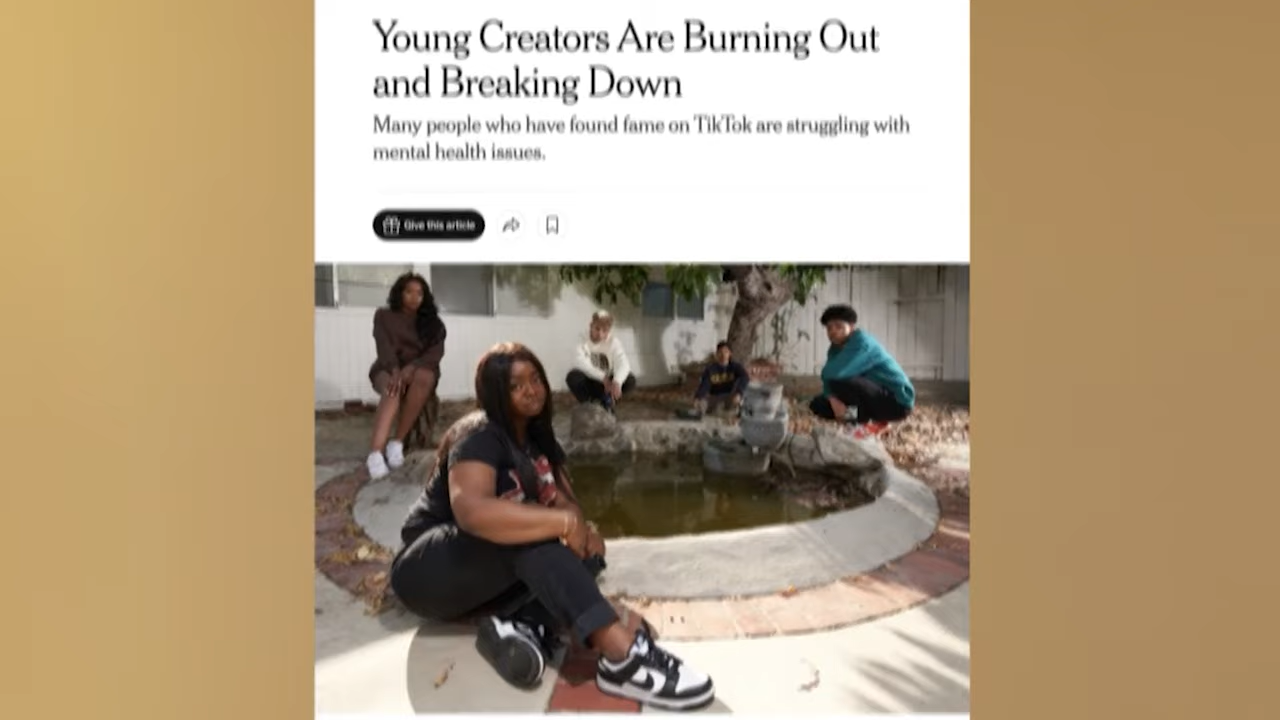 Young Creators Are Burning Out
and Breaking Down
Many people who have found fame on TikTok are struggling with
mental health issues.
Give this article